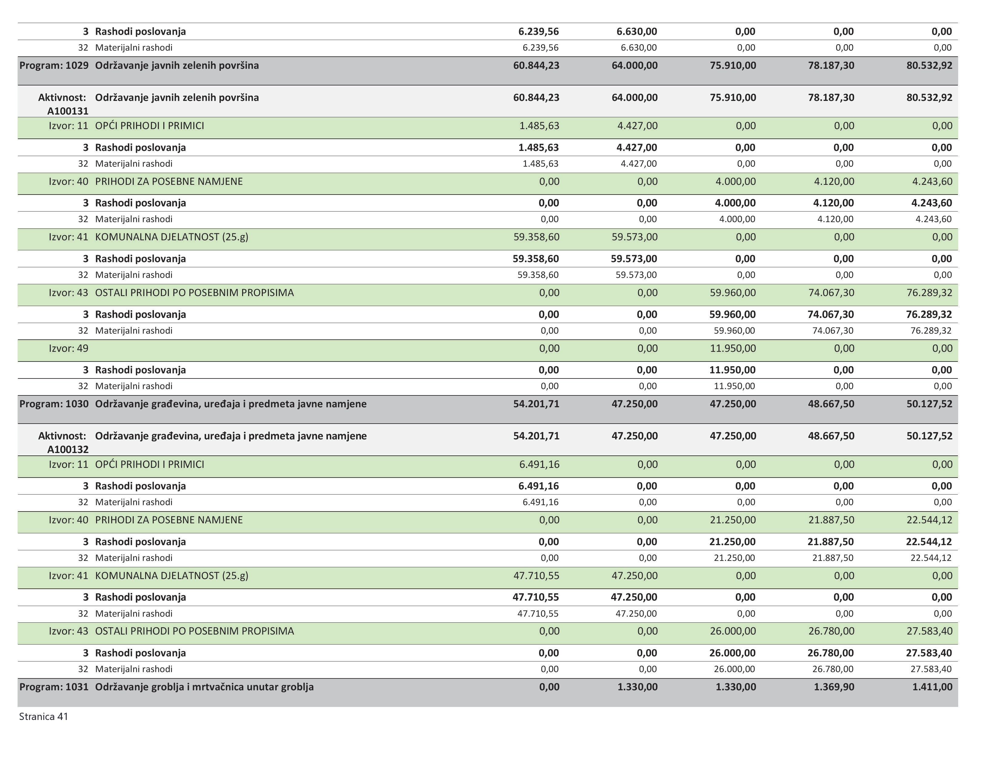 3 Rashodi poslovanja 6.239,56 6.630,00 0,00 0,00 0,00
32 Materijalni rashodi 6.239,56 6.630,00 0,00 0,00 0,00
Program: 1029 Održavanje javnih zelenih površina 60.844,23 64.000,00 75.910,00 78.187,30 80.532,92
Aktivnost: Održavanje javnih zelenih površina 60.844,23 64.000,00 75.910,00 78.187,30 80.532,92
A100131
Izvor: 11 OPĆI PRIHODI I PRIMICI 1.485,63 4.427,00 0,00 0,00 0,00
3 Rashodi poslovanja 1.485,63 4.427,00 0,00 0,00 0,00
32 Materijalni rashodi 1.485,63 4.427,00 0,00 0,00 0,00
Izvor: 40 PRIHODI ZA POSEBNE NAMJENE 0,00 0,00 4.000,00 4.120,00 4.243,60
3 Rashodi poslovanja 0,00 0,00 4.000,00 4.120,00 4.243,60
32 Materijalni rashodi 0,00 0,00 4.000,00 4.120,00 4.243,60
Izvor: 41 KOMUNALNA DJELATNOST (25.g) 59.358,60 59.573,00 0,00 0,00 0,00
3 Rashodi poslovanja 59.358,60 59.573,00 0,00 0,00 0,00
32 Materijalni rashodi 59.358,60 59.573,00 0,00 0,00 0,00
Izvor: 43 OSTALI PRIHODI PO POSEBNIM PROPISIMA 0,00 0,00 59.960,00 74.067,30 76.289,32
3 Rashodi poslovanja 0,00 0,00 59.960,00 74.067,30 76.289,32
32 Materijalni rashodi 0,00 0,00 59.960,00 74.067,30 76.289,32
Izvor: 49 0,00 0,00 11.950,00 0,00 0,00
3 Rashodi poslovanja 0,00 0,00 11.950,00 0,00 0,00
32 Materijalni rashodi 0,00 0,00 11.950,00 0,00 0,00
Program: 1030 Održavanje građevina, uređaja i predmeta javne namjene 54.201,71 47.250,00 47.250,00 48.667,50 50.127,52
Aktivnost: Održavanje građevina, uređaja i predmeta javne namjene 54.201,71 47.250,00 47.250,00 48.667,50 50.127,52
A100132
Izvor: 11 OPĆI PRIHODI I PRIMICI 6.491,16 0,00 0,00 0,00 0,00
3 Rashodi poslovanja 6.491,16 0,00 0,00 0,00 0,00
32 Materijalni rashodi 6.491,16 0,00 0,00 0,00 0,00
Izvor: 40 PRIHODI ZA POSEBNE NAMJENE 0,00 0,00 21.250,00 21.887,50 22.544,12
3 Rashodi poslovanja 0,00 0,00 21.250,00 21.887,50 22.544,12
32 Materijalni rashodi 0,00 0,00 21.250,00 21.887,50 22.544,12
Izvor: 41 KOMUNALNA DJELATNOST (25.g) 47.710,55 47.250,00 0,00 0,00 0,00
3 Rashodi poslovanja 47.710,55 47.250,00 0,00 0,00 0,00
32 Materijalni rashodi 47.710,55 47.250,00 0,00 0,00 0,00
Izvor: 43 OSTALI PRIHODI PO POSEBNIM PROPISIMA 0,00 0,00 26.000,00 26.780,00 27.583,40
3 Rashodi poslovanja 0,00 0,00 26.000,00 26.780,00 27.583,40
32 Materijalni rashodi 0,00 0,00 26.000,00 26.780,00 27.583,40
Program: 1031 Održavanje groblja i mrtvačnica unutar groblja 0,00 1.330,00 1.330,00 1.369,90 1.411,00
Stranica 41